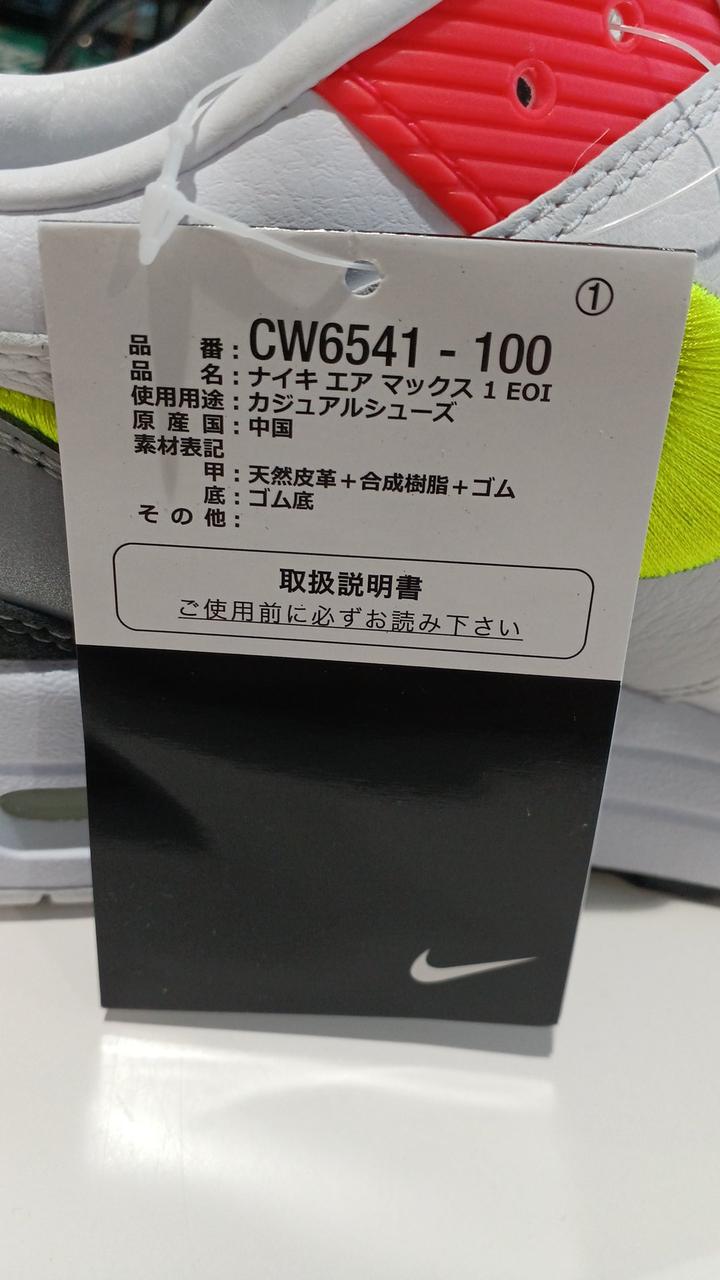 ①
品番：CW6541 - 100
品名：ナイキ エア マックス 1 EOI
使用用途：カジュアルシューズ
原産国：中国
素材表記
甲：天然皮革＋合成樹脂＋ゴム
底：ゴム底
その他：
取扱説明書
ご使用前に必ずお読み下さい